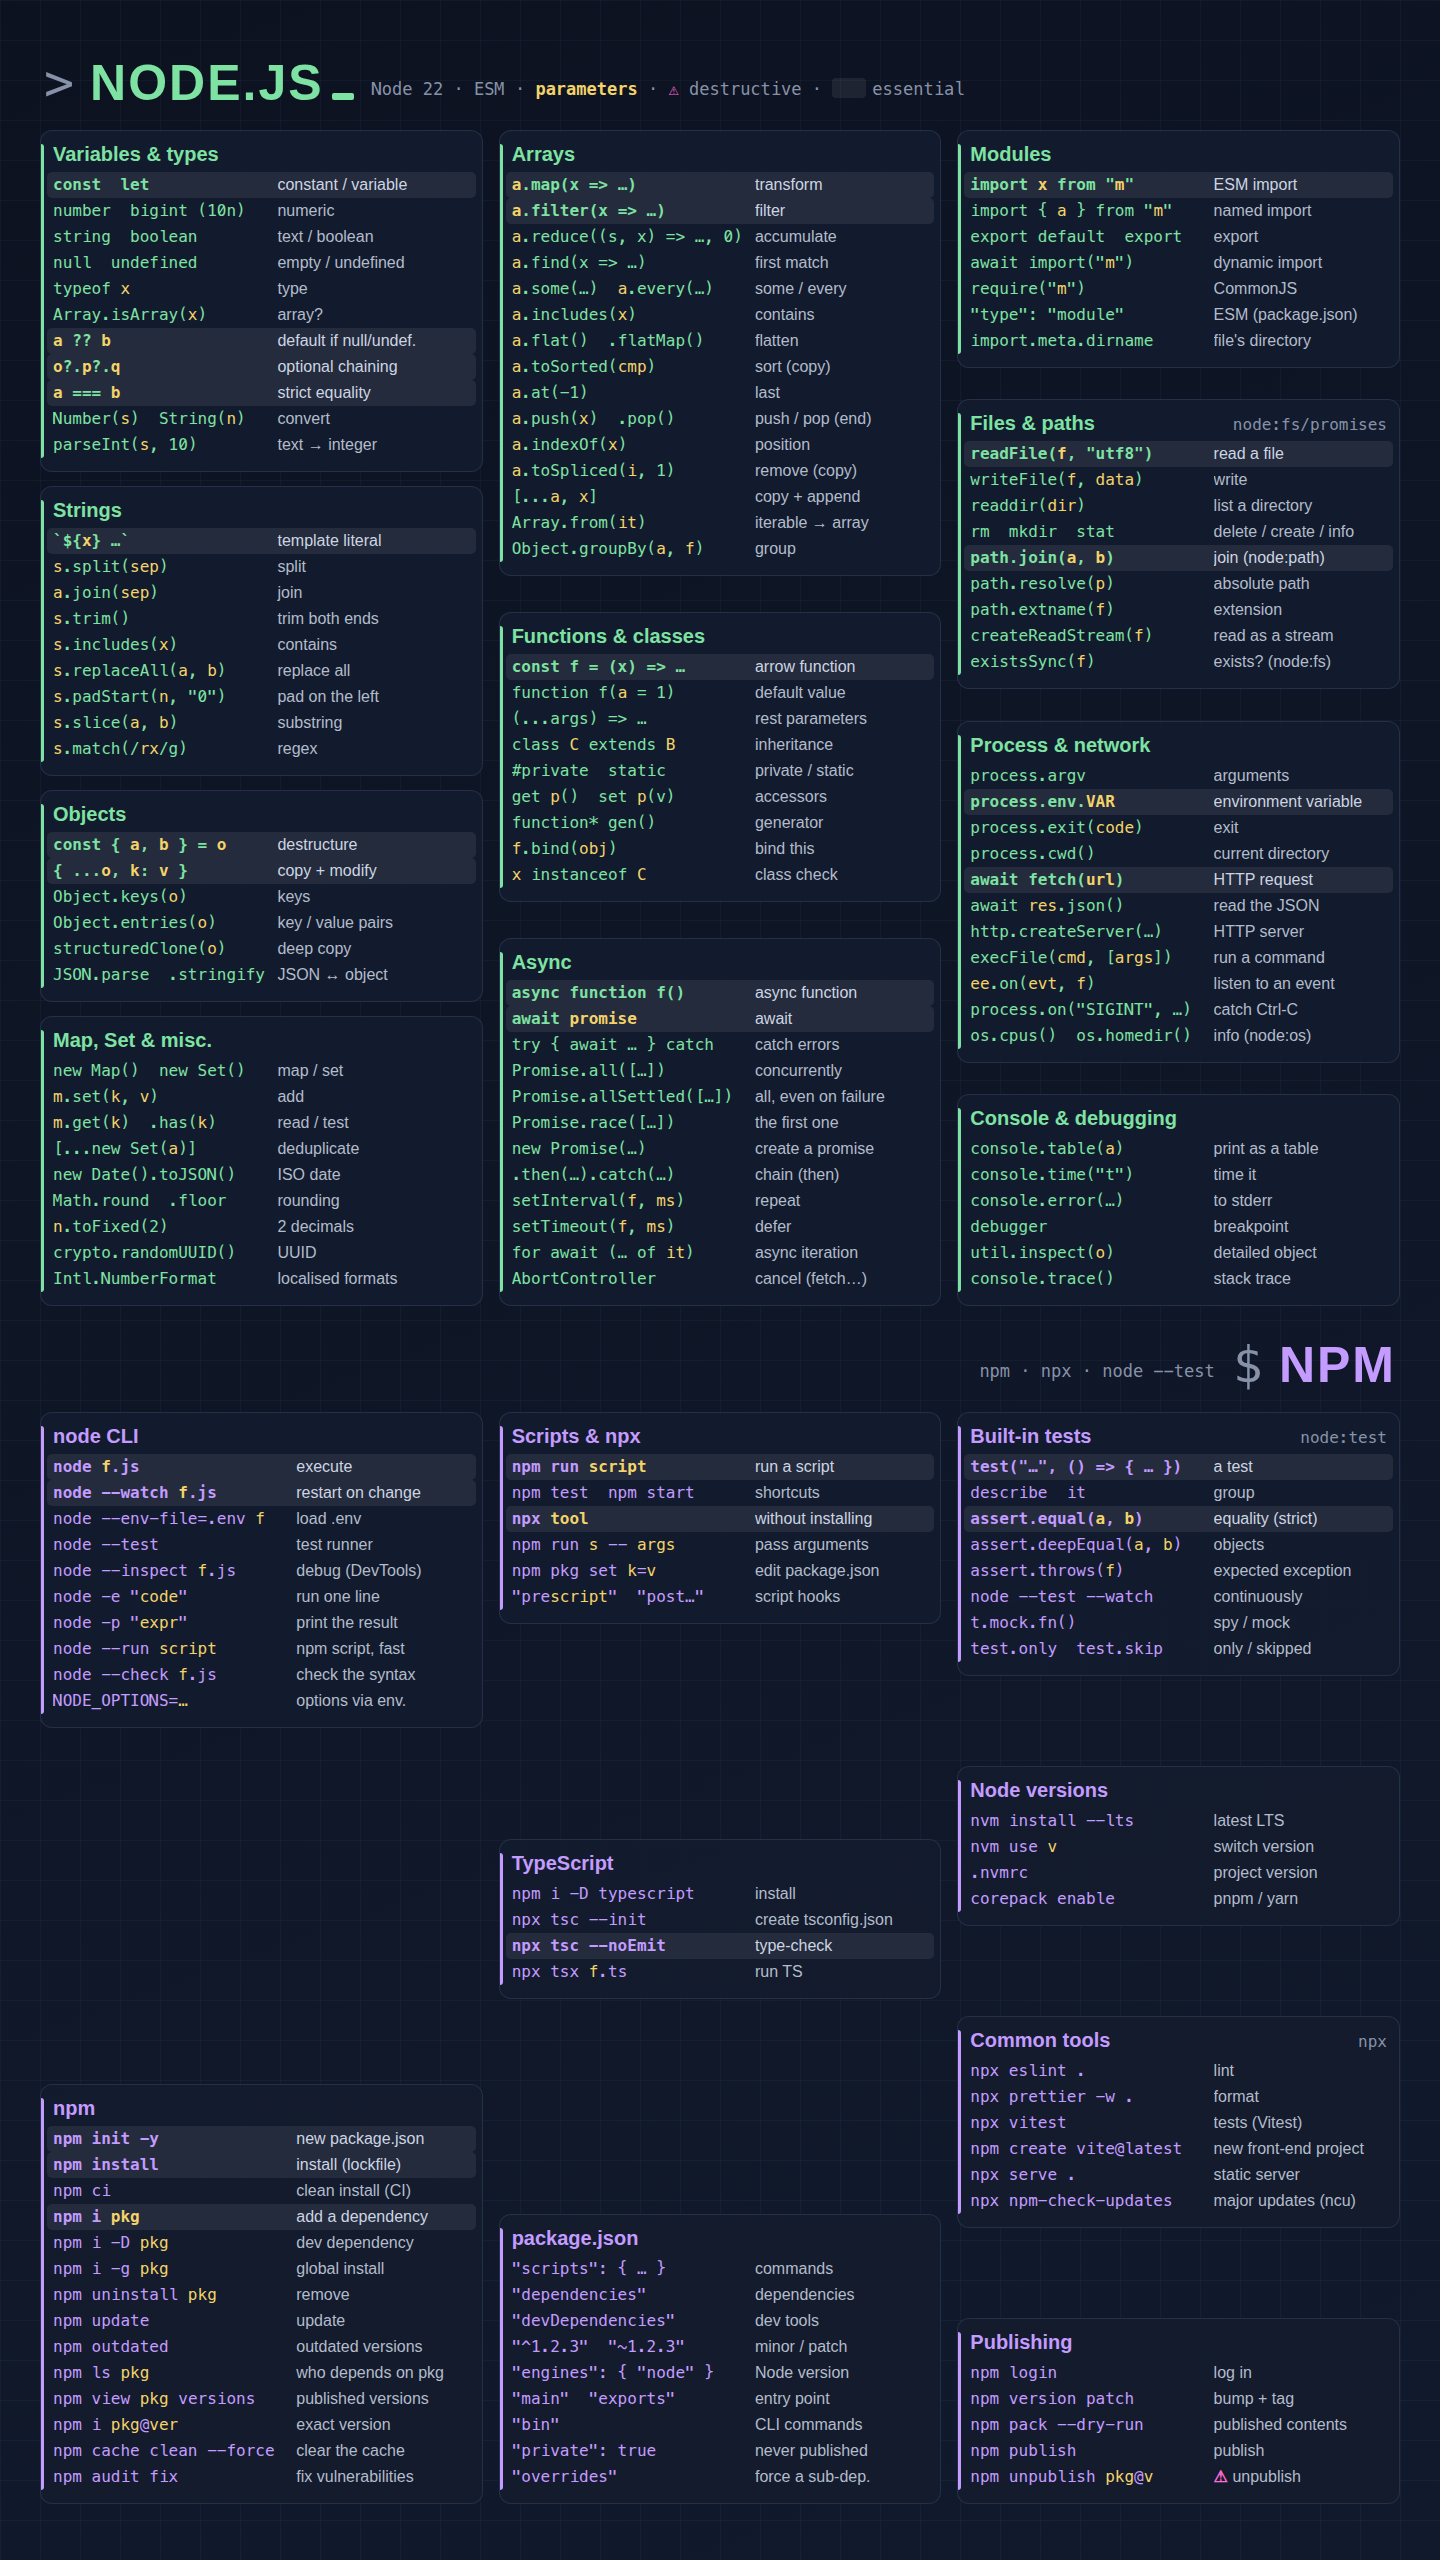 > NODE.JS_ Node 22 · ESM · parameters · ⚠ destructive · essential
Variables & types
const  let constant / variable
number  bigint (10n) numeric
string  boolean text / boolean
null  undefined empty / undefined
typeof x type
Array.isArray(x) array?
a ?? b default if null/undef.
o?.p?.q optional chaining
a === b strict equality
Number(s)  String(n) convert
parseInt(s, 10) text → integer
Strings
`${x} …` template literal
s.split(sep) split
a.join(sep) join
s.trim() trim both ends
s.includes(x) contains
s.replaceAll(a, b) replace all
s.padStart(n, "0") pad on the left
s.slice(a, b) substring
s.match(/rx/g) regex
Objects
const { a, b } = o destructure
{ ...o, k: v } copy + modify
Object.keys(o) keys
Object.entries(o) key / value pairs
structuredClone(o) deep copy
JSON.parse  .stringify JSON ↔ object
Map, Set & misc.
new Map()  new Set() map / set
m.set(k, v) add
m.get(k)  .has(k) read / test
[...new Set(a)] deduplicate
new Date().toJSON() ISO date
Math.round  .floor rounding
n.toFixed(2) 2 decimals
crypto.randomUUID() UUID
Intl.NumberFormat localised formats
Arrays
a.map(x => …) transform
a.filter(x => …) filter
a.reduce((s, x) => …, 0) accumulate
a.find(x => …) first match
a.some(…)  a.every(…) some / every
a.includes(x) contains
a.flat()  .flatMap() flatten
a.toSorted(cmp) sort (copy)
a.at(-1) last
a.push(x)  .pop() push / pop (end)
a.indexOf(x) position
a.toSpliced(i, 1) remove (copy)
[...a, x] copy + append
Array.from(it) iterable → array
Object.groupBy(a, f) group
Functions & classes
const f = (x) => … arrow function
function f(a = 1) default value
(...args) => … rest parameters
class C extends B inheritance
#private  static private / static
get p()  set p(v) accessors
function* gen() generator
f.bind(obj) bind this
x instanceof C class check
Async
async function f() async function
await promise await
try { await … } catch catch errors
Promise.all([…]) concurrently
Promise.allSettled([…]) all, even on failure
Promise.race([…]) the first one
new Promise(…) create a promise
.then(…).catch(…) chain (then)
setInterval(f, ms) repeat
setTimeout(f, ms) defer
for await (… of it) async iteration
AbortController cancel (fetch…)
Modules
import x from "m" ESM import
import { a } from "m" named import
export default  export export
await import("m") dynamic import
require("m") CommonJS
"type": "module" ESM (package.json)
import.meta.dirname file's directory
Files & paths node:fs/promises
readFile(f, "utf8") read a file
writeFile(f, data) write
readdir(dir) list a directory
rm  mkdir  stat delete / create / info
path.join(a, b) join (node:path)
path.resolve(p) absolute path
path.extname(f) extension
createReadStream(f) read as a stream
existsSync(f) exists? (node:fs)
Process & network
process.argv arguments
process.env.VAR environment variable
process.exit(code) exit
process.cwd() current directory
await fetch(url) HTTP request
await res.json() read the JSON
http.createServer(…) HTTP server
execFile(cmd, [args]) run a command
ee.on(evt, f) listen to an event
process.on("SIGINT", …) catch Ctrl-C
os.cpus()  os.homedir() info (node:os)
Console & debugging
console.table(a) print as a table
console.time("t") time it
console.error(…) to stderr
debugger breakpoint
util.inspect(o) detailed object
console.trace() stack trace
npm · npx · node --test $ NPM
node CLI
node f.js execute
node --watch f.js restart on change
node --env-file=.env f load .env
node --test test runner
node --inspect f.js debug (DevTools)
node -e "code" run one line
node -p "expr" print the result
node --run script npm script, fast
node --check f.js check the syntax
NODE_OPTIONS=… options via env.
npm
npm init -y new package.json
npm install install (lockfile)
npm ci clean install (CI)
npm i pkg add a dependency
npm i -D pkg dev dependency
npm i -g pkg global install
npm uninstall pkg remove
npm update update
npm outdated outdated versions
npm ls pkg who depends on pkg
npm view pkg versions published versions
npm i pkg@ver exact version
npm cache clean --force clear the cache
npm audit fix fix vulnerabilities
Scripts & npx
npm run script run a script
npm test  npm start shortcuts
npx tool without installing
npm run s -- args pass arguments
npm pkg set k=v edit package.json
"prescript"  "post…" script hooks
TypeScript
npm i -D typescript install
npx tsc --init create tsconfig.json
npx tsc --noEmit type-check
npx tsx f.ts run TS
package.json
"scripts": { … } commands
"dependencies" dependencies
"devDependencies" dev tools
"^1.2.3"  "~1.2.3" minor / patch
"engines": { "node" } Node version
"main"  "exports" entry point
"bin" CLI commands
"private": true never published
"overrides" force a sub-dep.
Built-in tests node:test
test("…", () => { … }) a test
describe  it group
assert.equal(a, b) equality (strict)
assert.deepEqual(a, b) objects
assert.throws(f) expected exception
node --test --watch continuously
t.mock.fn() spy / mock
test.only  test.skip only / skipped
Node versions
nvm install --lts latest LTS
nvm use v switch version
.nvmrc project version
corepack enable pnpm / yarn
Common tools npx
npx eslint . lint
npx prettier -w . format
npx vitest tests (Vitest)
npm create vite@latest new front-end project
npx serve . static server
npx npm-check-updates major updates (ncu)
Publishing
npm login log in
npm version patch bump + tag
npm pack --dry-run published contents
npm publish publish
npm unpublish pkg@v ⚠ unpublish